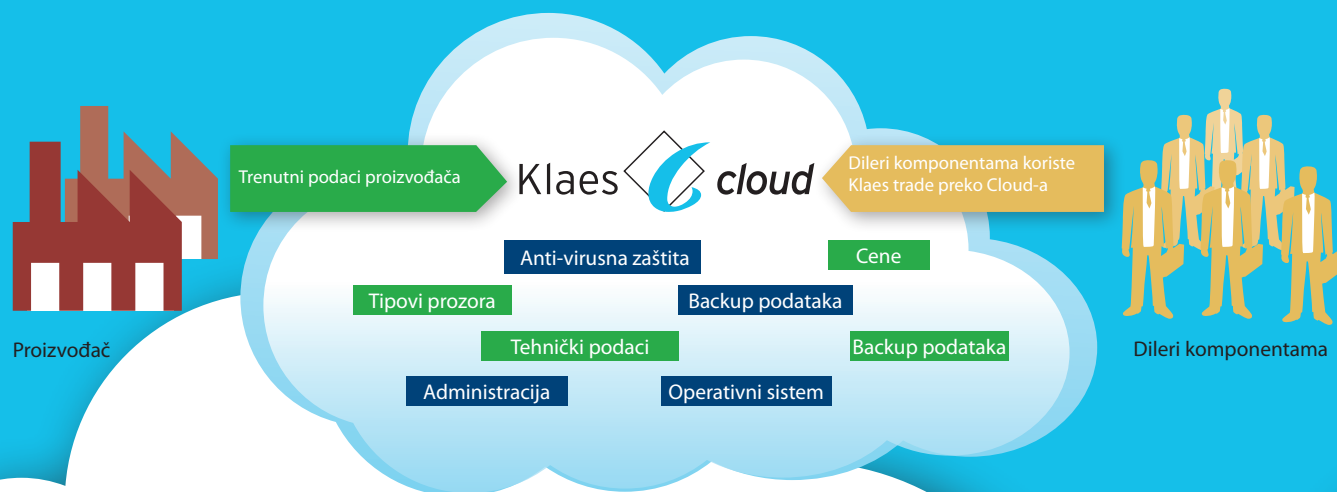 Trenutni podaci proizvođača
Klaes cloud
Dileri komponentama koriste
Klaes trade preko Cloud-a
Anti-virusna zaštita
Cene
Tipovi prozora
Backup podataka
Tehnički podaci
Backup podataka
Administracija
Operativni sistem
Proizvođač
Dileri komponentama